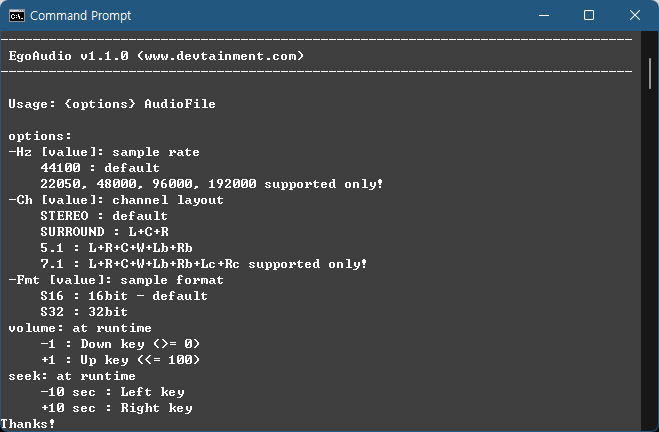 Command Prompt
--------------------------------------------------------------------------------
EgoAudio v1.1.0 (www.devtainment.com)
--------------------------------------------------------------------------------
Usage: {options} AudioFile
options:
-Hz [value]: sample rate
44100 : default
22050, 48000, 96000, 192000 supported only!
-Ch [value]: channel layout
STEREO : default
SURROUND : L+C+R
5.1 : L+R+C+W+Lb+Rb
7.1 : L+R+C+W+Lb+Rb+Lc+Rc supported only!
-Fmt [value]: sample format
S16 : 16bit - default
S32 : 32bit
volume: at runtime
-1 : Down key (>= 0)
+1 : Up key (<= 100)
seek: at runtime
-10 sec : Left key
+10 sec : Right key
Thanks!